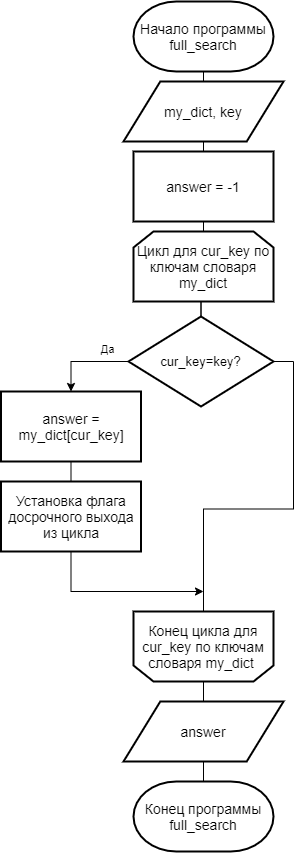 Начало программы
full_search
my_dict, key
answer = -1
Цикл для cur_key по
ключам словаря
my_dict
cur_key=key?
Да
answer =
my_dict[cur_key]
Установка флага
досрочного выхода
из цикла
Конец цикла для
cur_key по ключам
словаря my_dict
answer
Конец программы
full_search